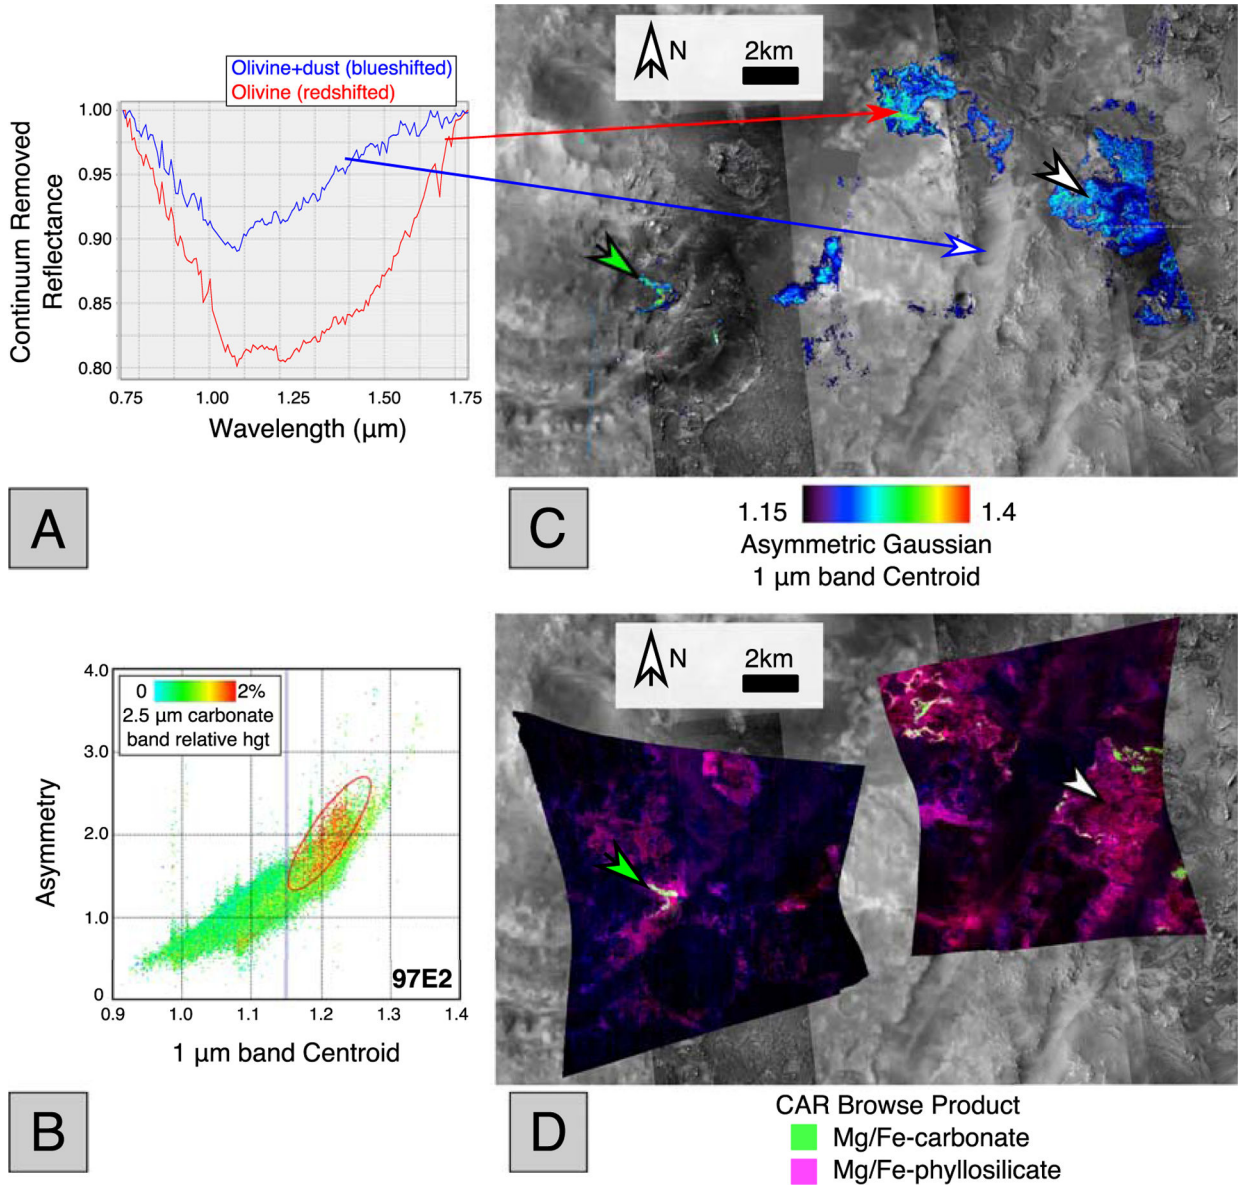 Olivine+dust (blueshifted)
Olivine (redshifted)
Continuum Removed
Reflectance
1.00
0.95
0.90
0.85
0.80
0.75
1.00
1.25
1.50
1.75
Wavelength (µm)
A
N
2km
C
1.15
1.4
Asymmetric Gaussian
1 µm band Centroid
0
2%
2.5 µm carbonate
band relative hgt
Asymmetry
4.0
3.0
2.0
1.0
0
97E2
0.9
1.0
1.1
1.2
1.3
1.4
1 µm band Centroid
B
N
2km
D
CAR Browse Product
Mg/Fe-carbonate
Mg/Fe-phyllosilicate